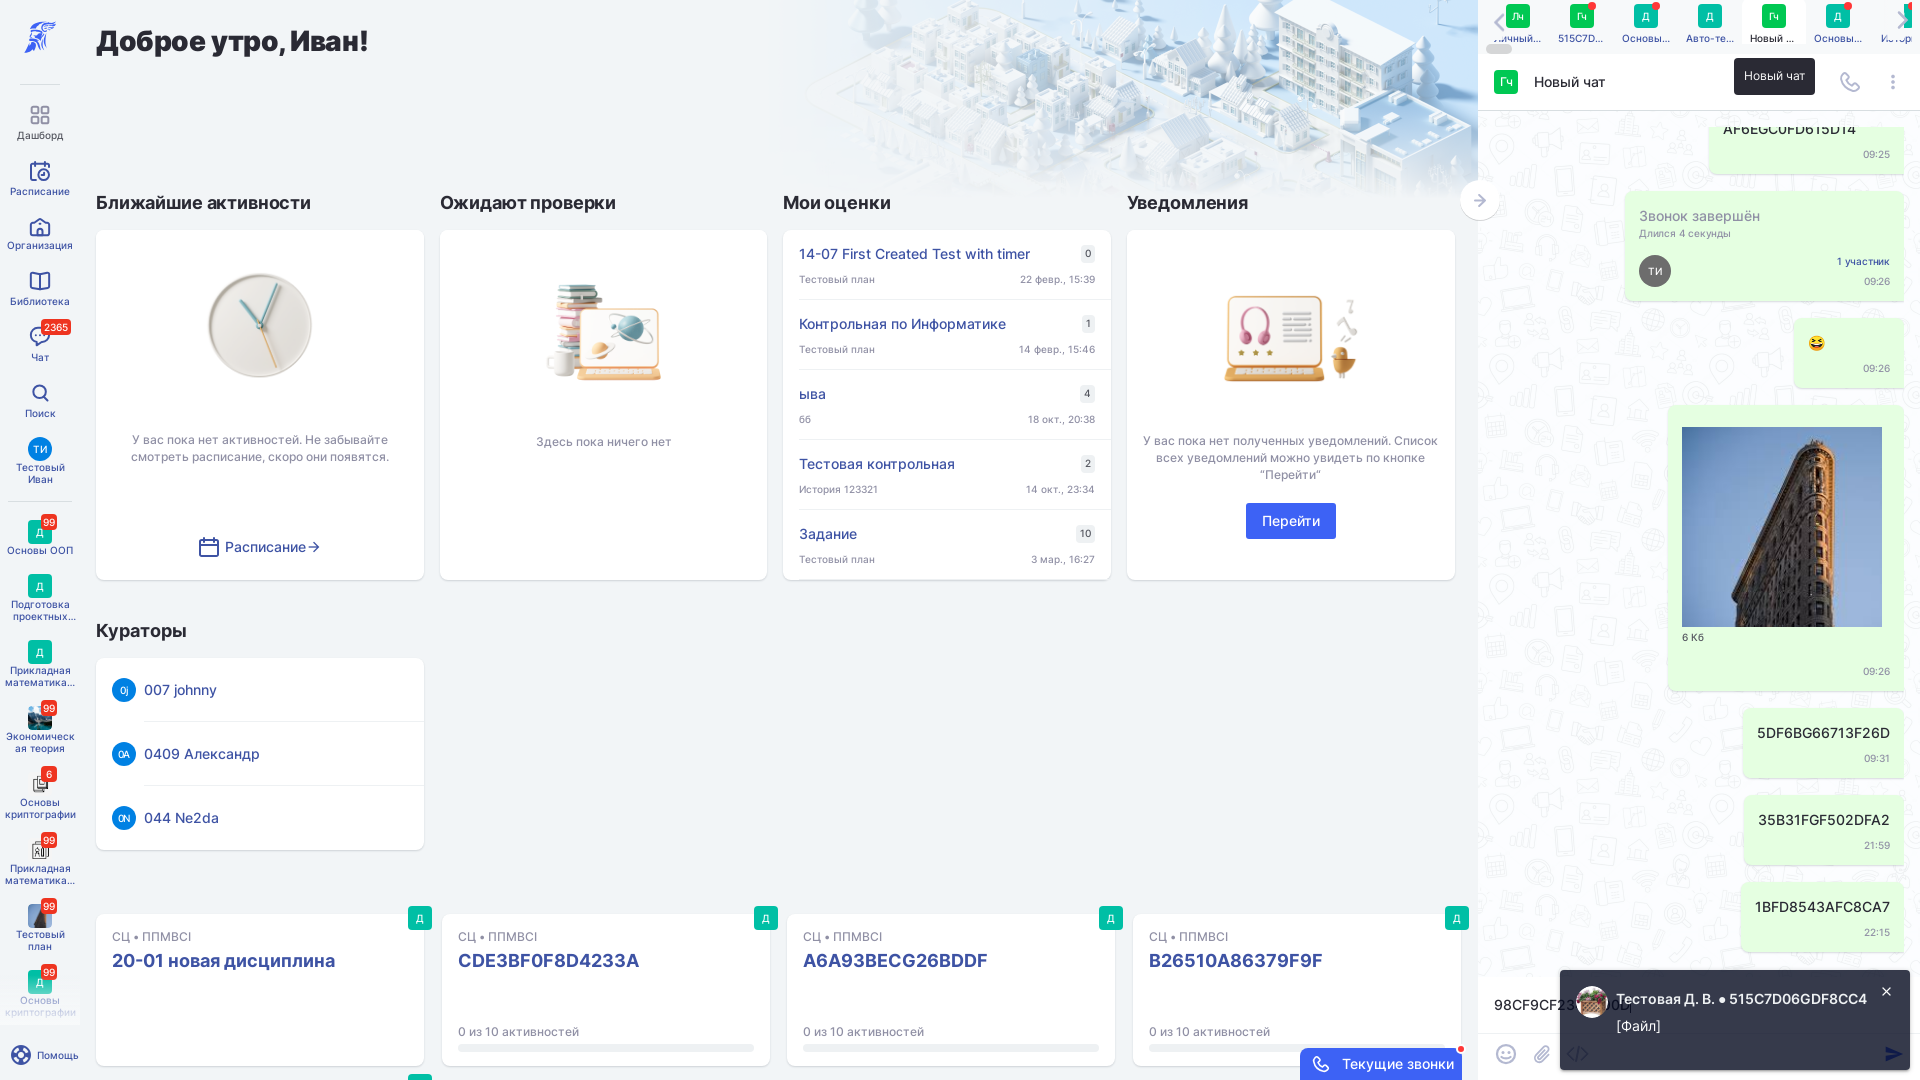 Доброе утро, Иван!
Дашборд
Расписание
Организация
Библиотека
2365
Чат
Поиск
ТИ
Тестовый
Иван
99
Д
Основы ООП
Д
Подготовка
проектных...
Д
Прикладная
математика...
99
Экономическ
ая теория
6
Основы
криптографии
99
Прикладная
математика...
99
Тестовый
план
99
Д
Основы
криптографии
Помощь
Ближайшие активности
У вас пока нет активностей. Не забывайте
смотреть расписание, скоро они появятся.
Расписание
Ожидают проверки
Здесь пока ничего нет
Мои оценки
14-07 First Created Test with timer
0
Тестовый план
22 февр., 15:39
Контрольная по Информатике
1
Тестовый план
14 февр., 15:46
ыва
4
бб
18 окт., 20:38
Тестовая контрольная
2
История 123321
14 окт., 23:34
Задание
10
Тестовый план
3 мар., 16:27
Уведомления
У вас пока нет полученных уведомлений. Список
всех уведомлений можно увидеть по кнопке
“Перейти”
Перейти
Кураторы
0j
007 johnny
0A
0409 Александр
0N
044 Ne2da
Д
СЦ • ППМВСI
20-01 новая дисциплина
Д
СЦ • ППМВСI
CDE3BF0F8D4233A
0 из 10 активностей
Д
СЦ • ППМВСI
A6A93BECG26BDDF
0 из 10 активностей
Д
СЦ • ППМВСI
B26510A86379F9F
0 из 10 активностей
Текущие звонки
Лч
Личный...
Гч
515C7D...
Д
Основы...
Д
Авто-те...
Гч
Новый ...
Д
Основы...
Гч
Новый чат
Новый чат
AF6EGC0FD615D14
09:25
Звонок завершён
Длился 4 секунды
ТИ
1 участник
09:26
09:26
6 Кб
09:26
5DF6BG66713F26D
09:31
35B31FGF502DFA2
21:59
1BFD8543AFC8CA7
22:15
Тестовая Д. В. ● 515C7D06GDF8CC4
[Файл]